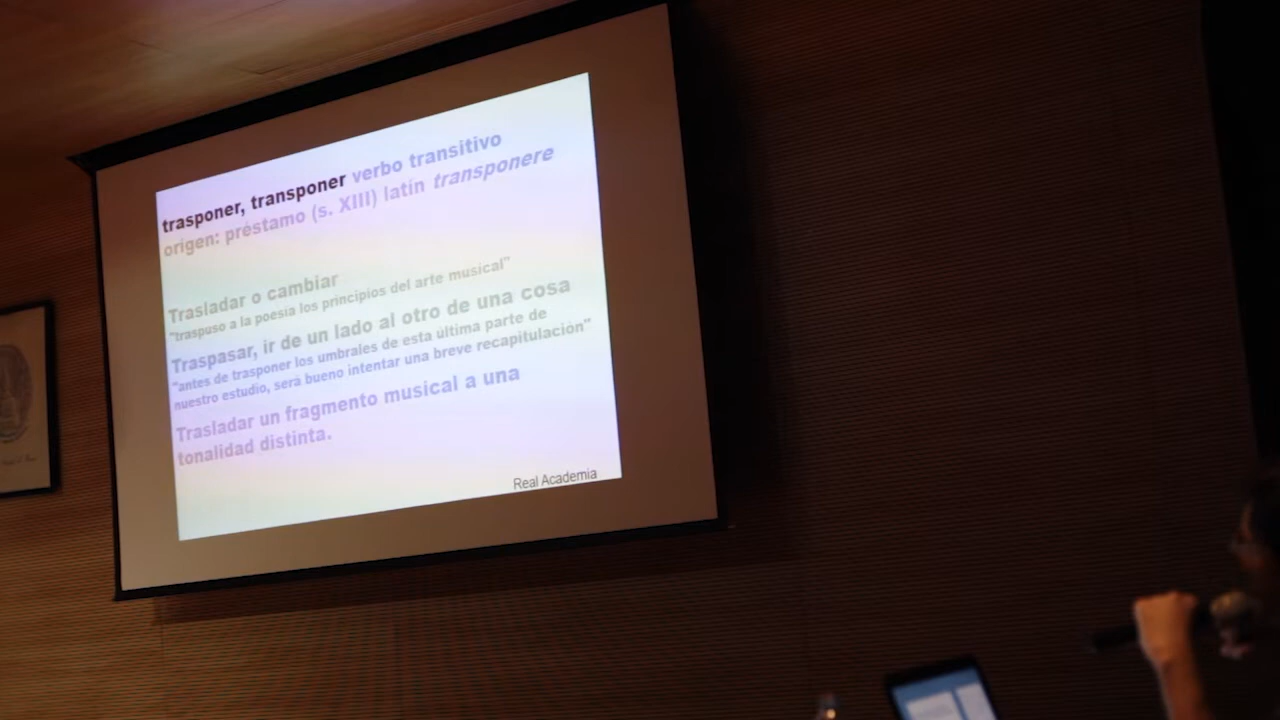 trasponer, transponer verbo transitivo
origen: préstamo (s. XIII) latín transponere
Trasladar o cambiar
"traspuso a la poesía los principios del arte musical"
Traspasar, ir de un lado al otro de una cosa
"antes de trasponer los umbrales de esta última parte de
nuestro estudio, será bueno intentar una breve recapitulación"
Trasladar un fragmento musical a una
tonalidad distinta.
Real Academia